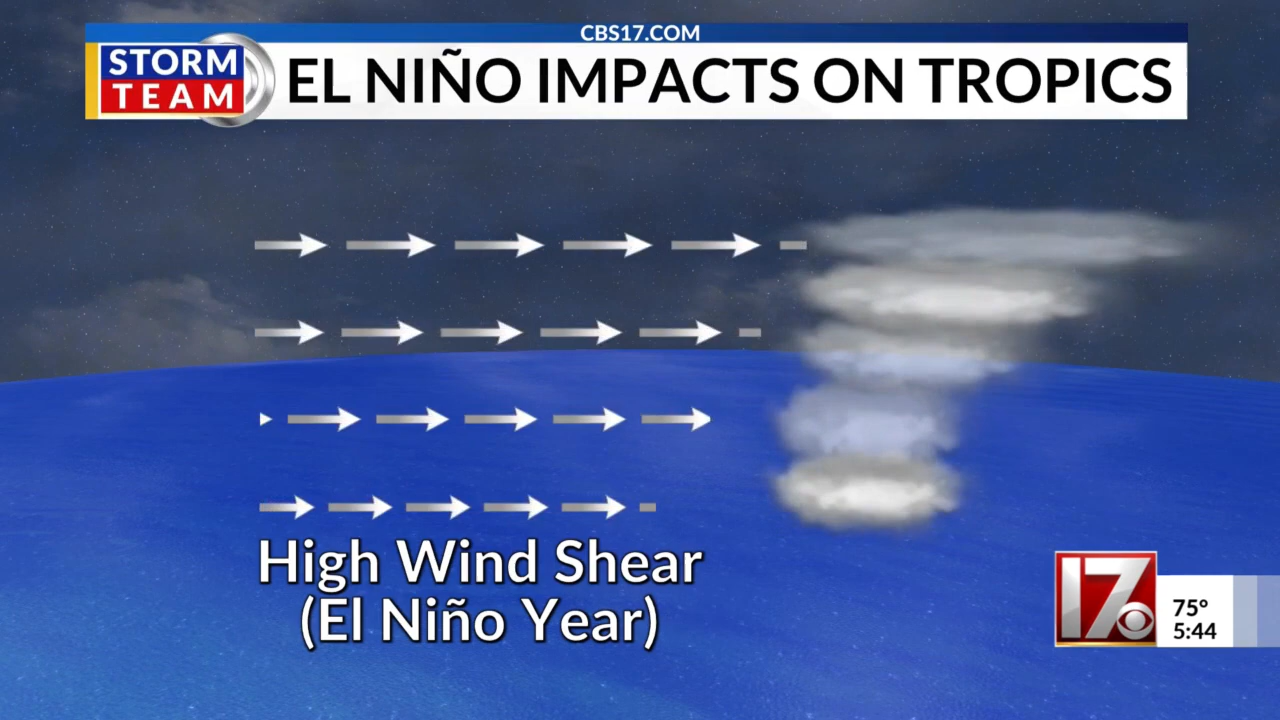 CBS17.COM
STORM
TEAM
EL NIÑO IMPACTS ON TROPICS
High Wind Shear
(El Niño Year)
17
75°
5:44